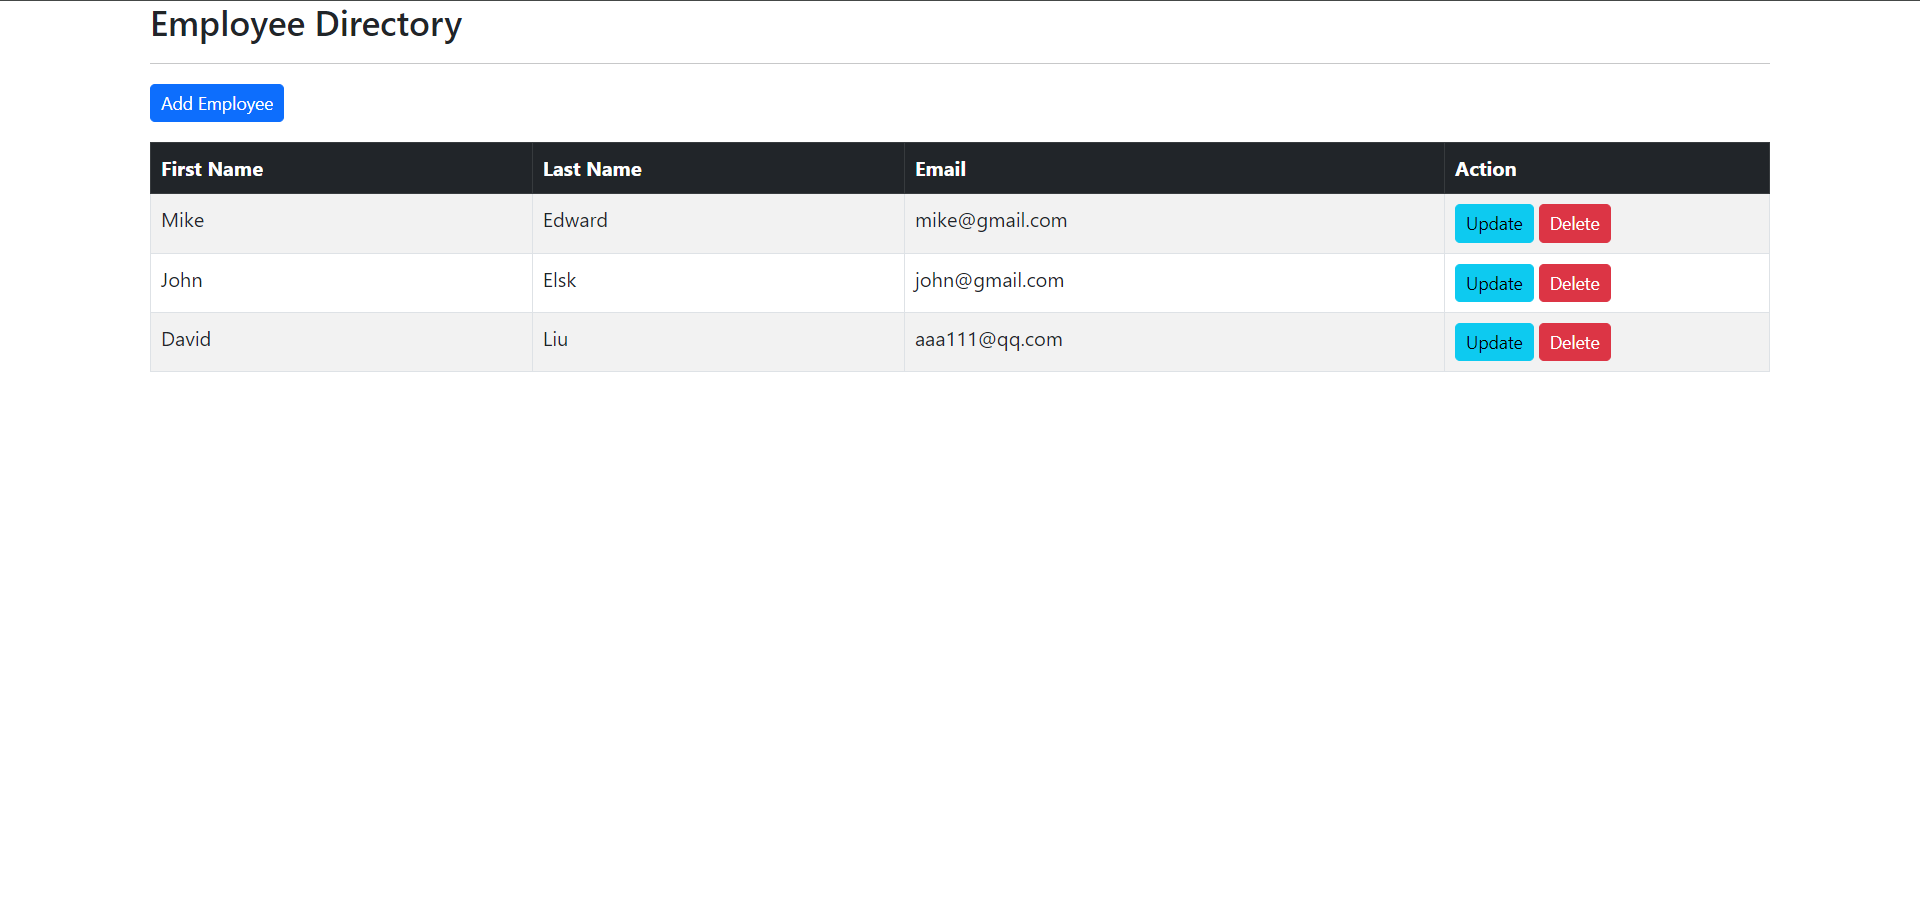 Employee Directory
Add Employee
First Name Last Name Email Action
Mike Edward mike@gmail.com Update Delete
John Elsk john@gmail.com Update Delete
David Liu aaa111@qq.com Update Delete